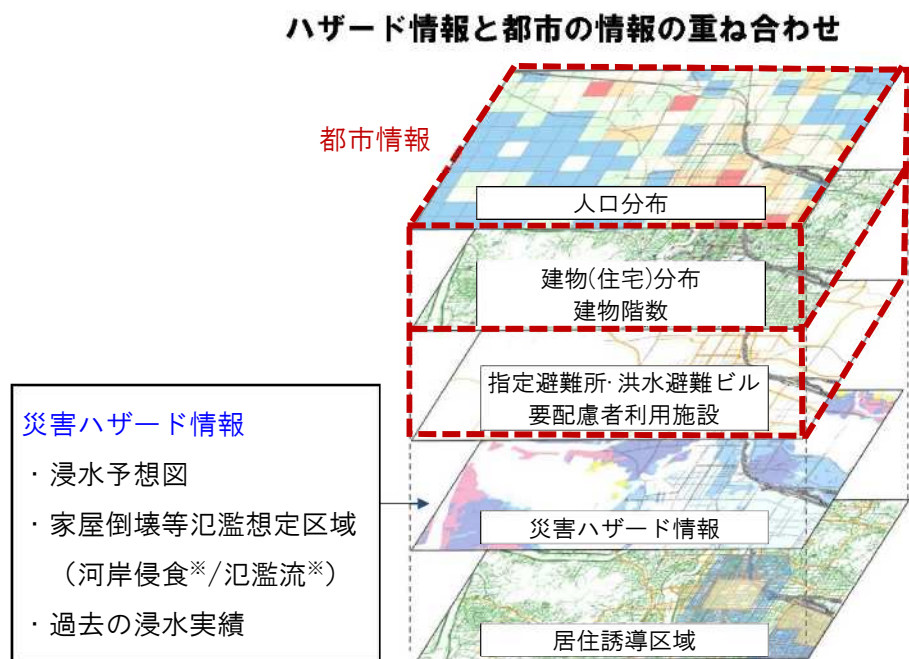 ハザード情報と都市の情報の重ね合わせ
都市情報
人口分布
建物(住宅)分布
建物階数
指定避難所·洪水避難ビル
要配慮者利用施設
災害ハザード情報
・浸水予想図
・家屋倒壊等氾濫想定区域
（河岸侵食※/氾濫流※）
・過去の浸水実績
災害ハザード情報
居住誘導区域